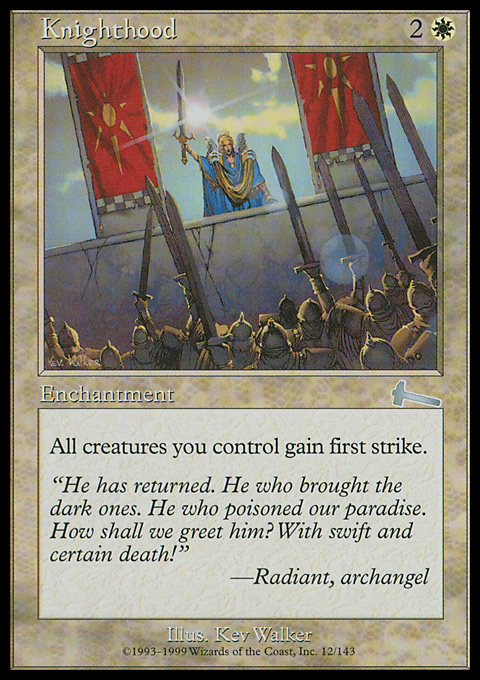 Knighthood 2
KEV WALKER
Enchantment
All creatures you control gain first strike.
“He has returned. He who brought the
dark ones. He who poisoned our paradise.
How shall we greet him? With swift and
certain death!”
—Radiant, archangel
Illus. Kev Walker
©1993-1999 Wizards of the Coast, Inc. 12/143